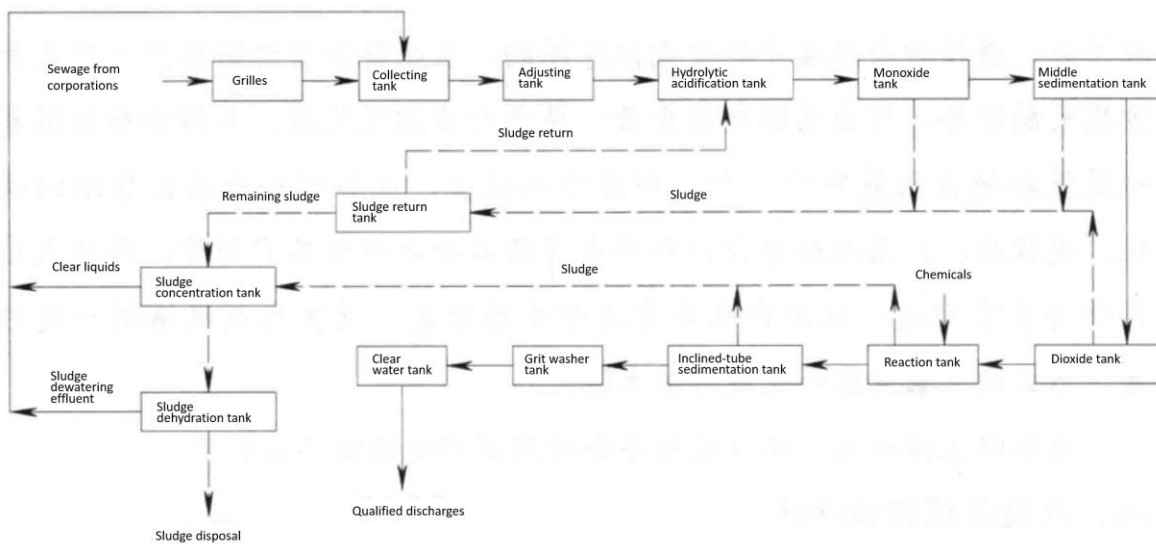 Sewage from
corporations
Grilles
Collecting
tank
Adjusting
tank
Hydrolytic
acidification tank
Monoxide
tank
Middle
sedimentation tank
Sludge return
Remaining sludge
Sludge return
tank
Sludge
Clear liquids
Sludge
concentration tank
Sludge
Chemicals
Clear
water tank
Grit washer
tank
Inclined-tube
sedimentation tank
Reaction tank
Dioxide tank
Sludge
dewatering
effluent
Sludge
dehydration tank
Qualified discharges
Sludge disposal